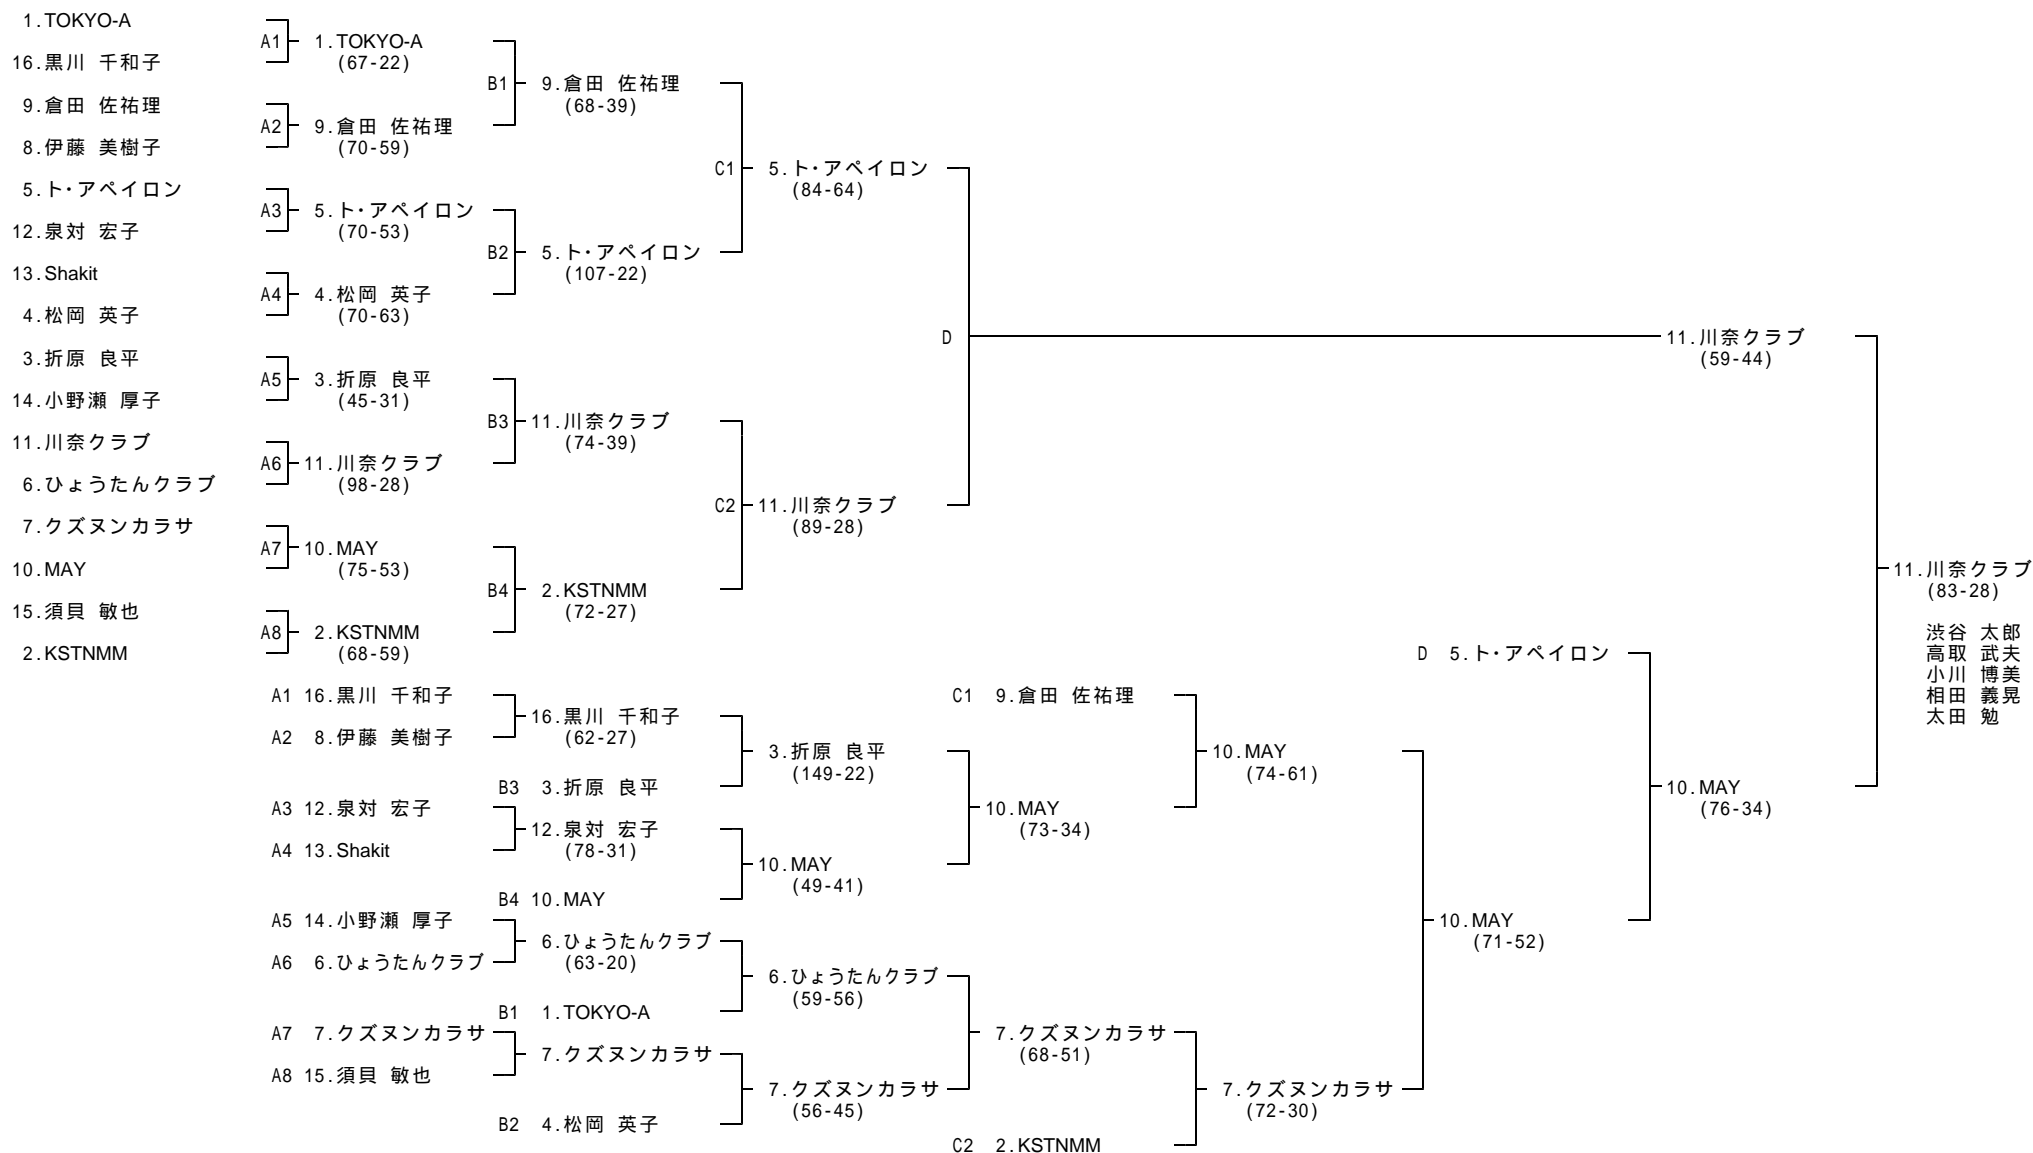 1.TOKYO-A
A1 1.TOKYO-A
16.黒川 千和子
(67-22)
B1 9.倉田 佐祐理
9.倉田 佐祐理
(68-39)
A2 9.倉田 佐祐理
8.伊藤 美樹子
(70-59)
C1 5.ト・アペイロン
5.ト・アペイロン
(84-64)
A3 5.ト・アペイロン
12.泉対 宏子
(70-53)
B2 5.ト・アペイロン
13.Shakit
(107-22)
A4 4.松岡 英子
4.松岡 英子
(70-63)
D 11.川奈クラブ
3.折原 良平
(59-44)
A5 3.折原 良平
14.小野瀬 厚子
(45-31)
B3 11.川奈クラブ
11.川奈クラブ
(74-39)
A6 11.川奈クラブ
6.ひょうたんクラブ
(98-28)
C2 11.川奈クラブ
7.クズヌンカラサ
(89-28)
A7 10.MAY
10.MAY
(75-53)
11.川奈クラブ
(83-28)
B4 2.KSTNMM
15.須貝 敏也
(72-27)
A8 2.KSTNMM
2.KSTNMM
(68-59)
渋谷 太郎
高取 武夫
小川 博美
相田 義晃
太田 勉
D 5.ト・アペイロン
A1 16.黒川 千和子
C1 9.倉田 佐祐理
16.黒川 千和子
(62-27)
A2 8.伊藤 美樹子
3.折原 良平
(149-22)
10.MAY
(74-61)
B3 3.折原 良平
10.MAY
(76-34)
A3 12.泉対 宏子
10.MAY
(73-34)
12.泉対 宏子
(78-31)
A4 13.Shakit
10.MAY
(49-41)
B4 10.MAY
A5 14.小野瀬 厚子
10.MAY
(71-52)
6.ひょうたんクラブ
(63-20)
A6 6.ひょうたんクラブ
6.ひょうたんクラブ
(59-56)
B1 1.TOKYO-A
A7 7.クズヌンカラサ
7.クズヌンカラサ
(68-51)
7.クズヌンカラサ
A8 15.須貝 敏也
7.クズヌンカラサ
(56-45)
7.クズヌンカラサ
(72-30)
B2 4.松岡 英子
C2 2.KSTNMM